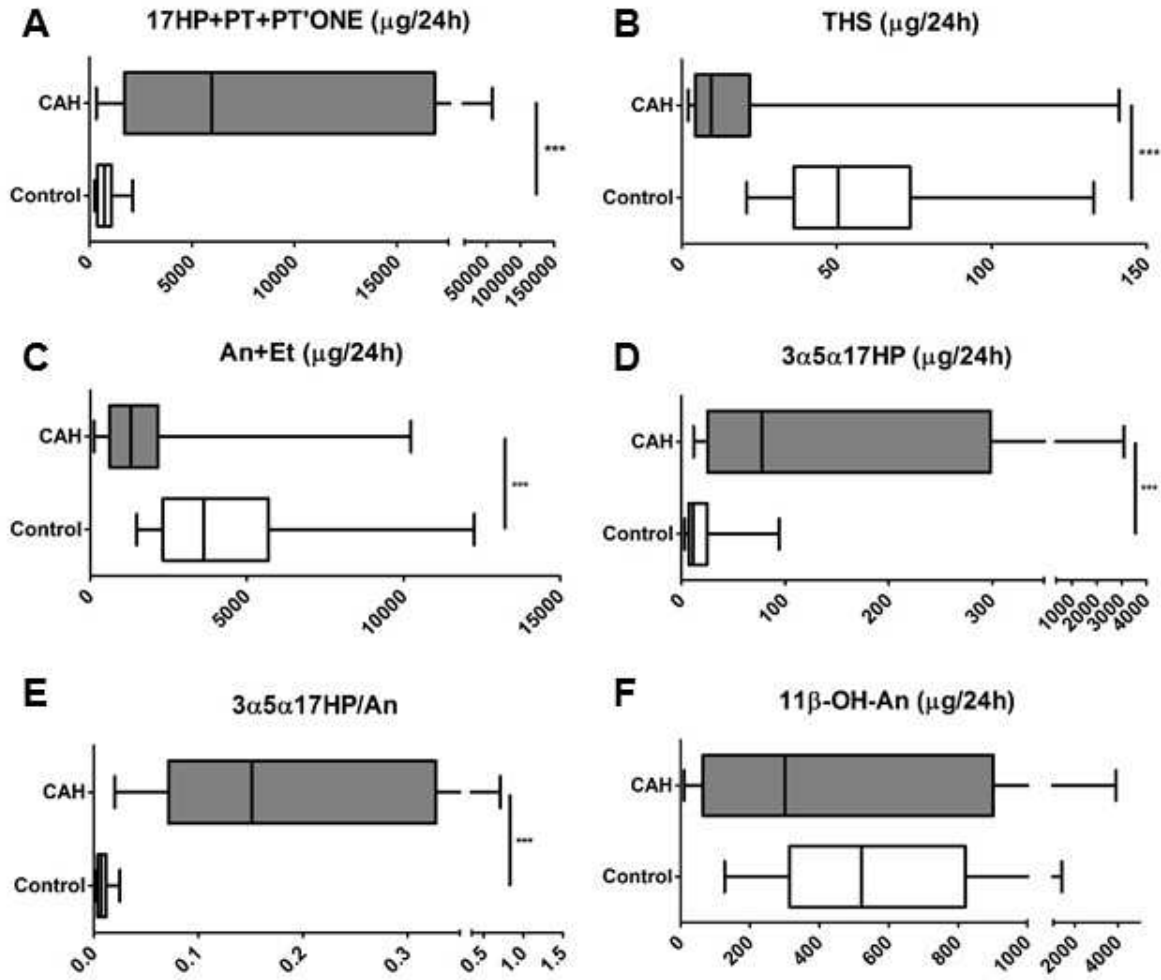 A
17HP+PT+PT'ONE (μg/24h)
CAH
Control
***
0
5000
10000
15000
50000
100000
150000
B
THS (μg/24h)
CAH
Control
***
0
50
100
150
C
An+Et (μg/24h)
CAH
Control
***
0
5000
10000
15000
D
3α5α17HP (μg/24h)
CAH
Control
***
0
100
200
300
1000
2000
3000
4000
E
3α5α17HP/An
CAH
Control
***
0.0
0.1
0.2
0.3
0.5
1.0
1.5
F
11β-OH-An (μg/24h)
CAH
Control
0
200
400
600
800
1000
2000
4000